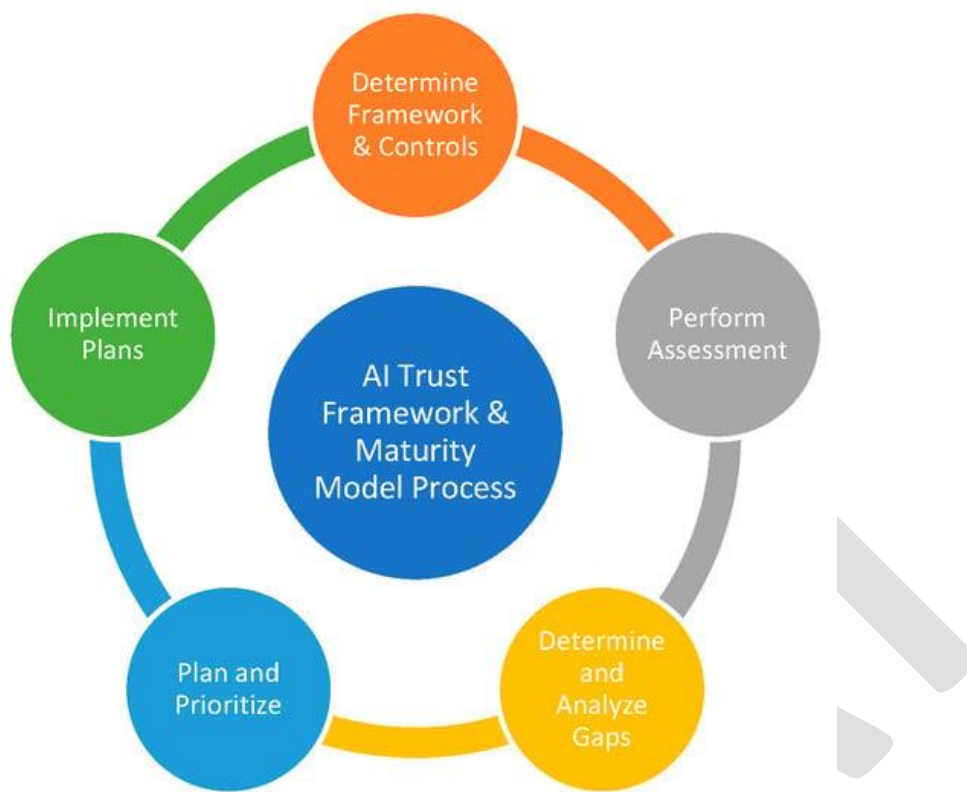 Determine
Framework
& Controls
Perform
Assessment
Determine
and
Analyze
Gaps
Plan and
Prioritize
Implement
Plans
AI Trust
Framework &
Maturity
Model Process